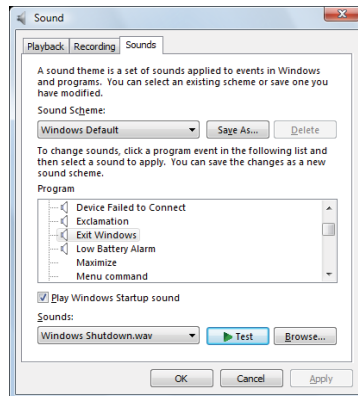 Sound
Playback Recording Sounds
A sound theme is a set of sounds applied to events in Windows
and programs. You can select an existing scheme or save one you
have modified.
Sound Scheme:
Windows Default Save As... Delete
To change sounds, click a program event in the following list and
then select a sound to apply. You can save the changes as a new
sound scheme.
Program
Device Failed to Connect
Exclamation
Exit Windows
Low Battery Alarm
Maximize
Menu command
Play Windows Startup sound
Sounds:
Windows Shutdown.wav Test Browse...
OK Cancel Apply